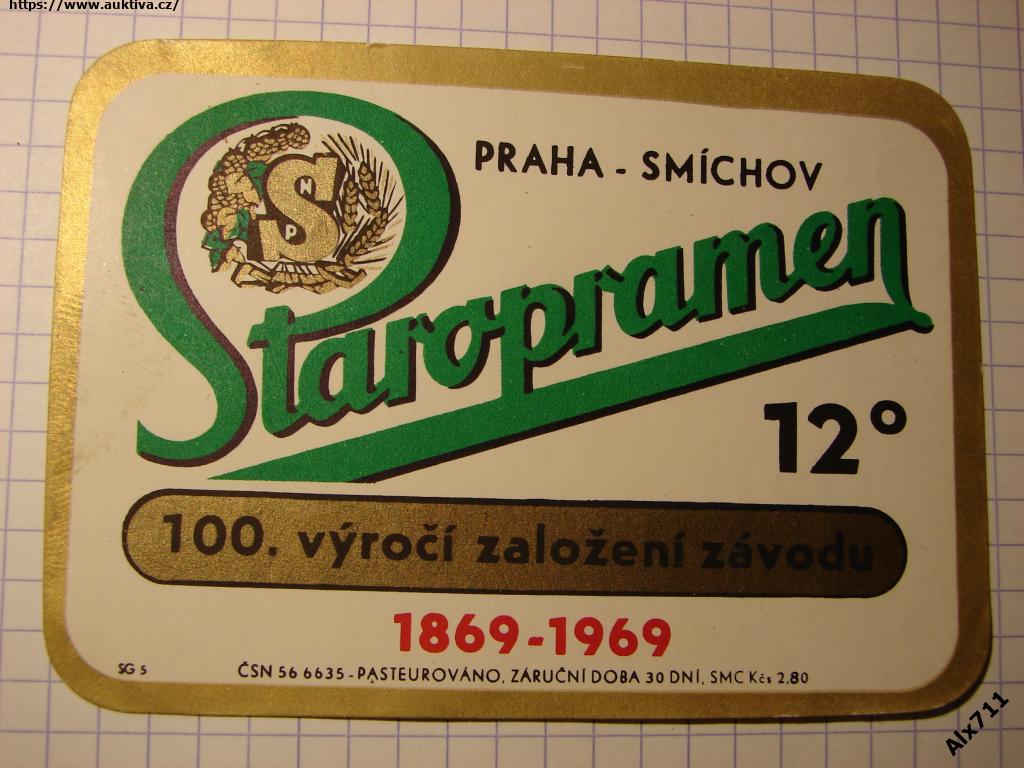 https://www.auktiva.cz/
PRAHA - SMÍCHOV
N
S
P
Staropramen
12°
100. výročí založení závodu
1869-1969
SG 5
ČSN 56 6635 - PASTEUROVÁNO, ZÁRUČNÍ DOBA 30 DNÍ, SMC Kčs 2,80
Alx711